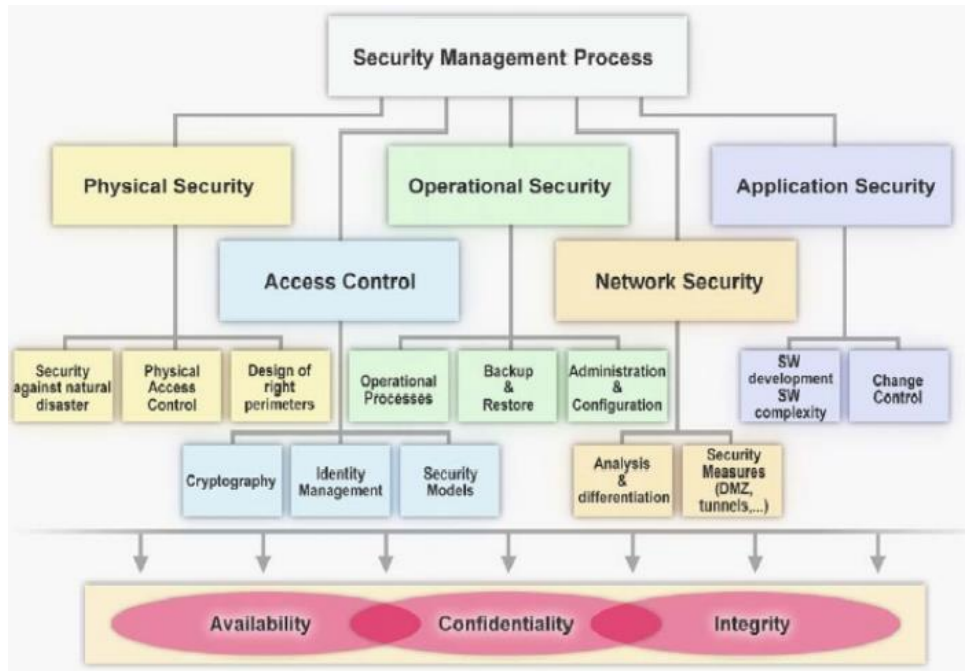 Security Management Process
Physical Security
Operational Security
Application Security
Access Control
Network Security
Security
against natural
disaster
Physical
Access
Control
Design of
right
perimeters
Operational
Processes
Backup
&
Restore
Administration
&
Configuration
SW
development
SW
complexity
Change
Control
Cryptography
Identity
Management
Security
Models
Analysis
&
differentiation
Security
Measures
(DMZ,
tunnels,...)
Availability
Confidentiality
Integrity